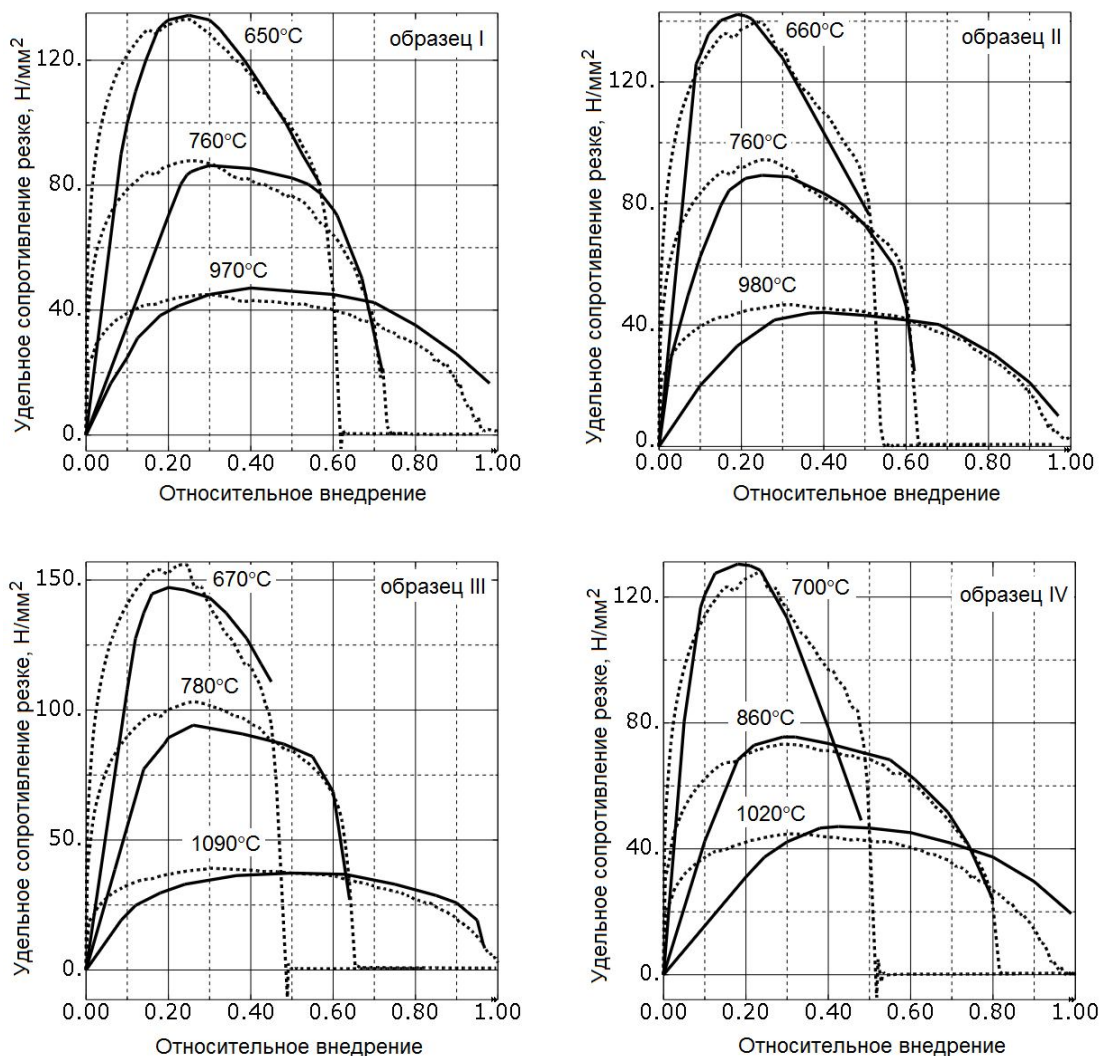 Удельное сопротивление резке, Н/мм²
120.
80.
40.
0.
650°C
образец I
760°C
970°C
0.00 0.20 0.40 0.60 0.80 1.00
Относительное внедрение
Удельное сопротивление резке, Н/мм²
120.
80.
40.
0.
660°C
образец II
760°C
980°C
0.00 0.20 0.40 0.60 0.80 1.00
Относительное внедрение
Удельное сопротивление резке, Н/мм²
150.
100.
50.
0.
670°C
образец III
780°C
1090°C
0.00 0.20 0.40 0.60 0.80 1.00
Относительное внедрение
Удельное сопротивление резке, Н/мм²
120.
80.
40.
0.
700°C
образец IV
860°C
1020°C
0.00 0.20 0.40 0.60 0.80 1.00
Относительное внедрение